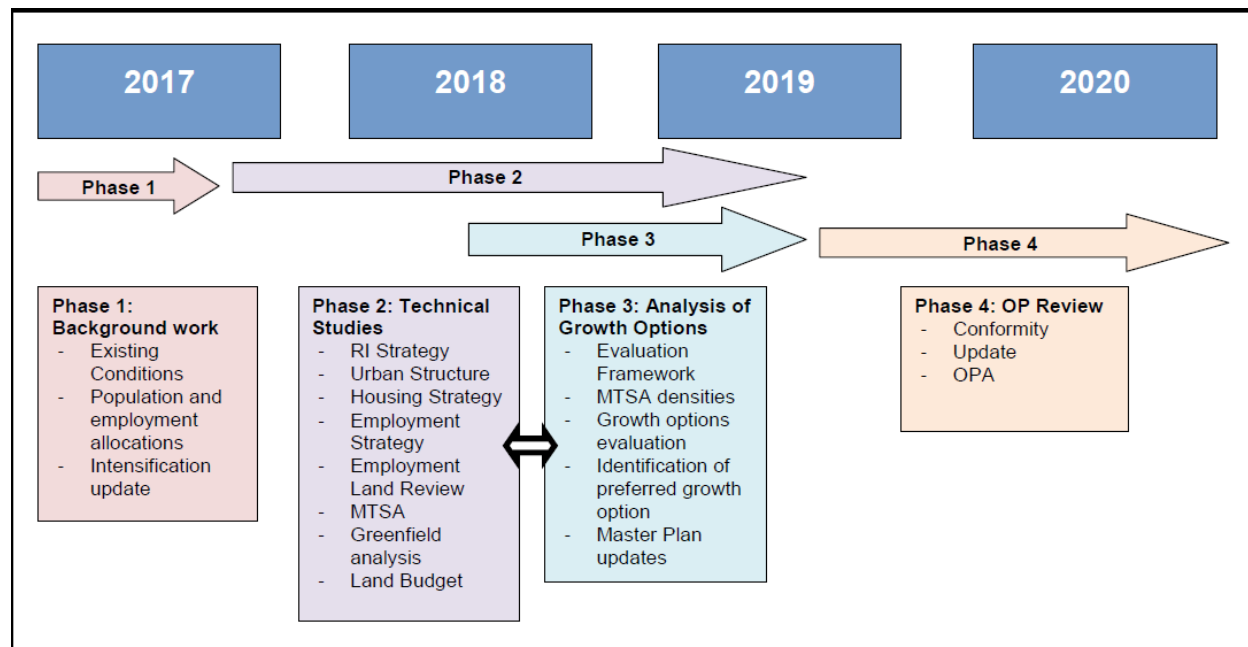 2017
2018
2019
2020
Phase 1
Phase 2
Phase 3
Phase 4
Phase 1:
Background work
- Existing
Conditions
- Population and
employment
allocations
- Intensification
update
Phase 2: Technical
Studies
- RI Strategy
- Urban Structure
- Housing Strategy
- Employment
Strategy
- Employment
Land Review
- MTSA
- Greenfield
analysis
- Land Budget
Phase 3: Analysis of
Growth Options
- Evaluation
Framework
- MTSA densities
- Growth options
evaluation
- Identification of
preferred growth
option
- Master Plan
updates
Phase 4: OP Review
- Conformity
- Update
- OPA